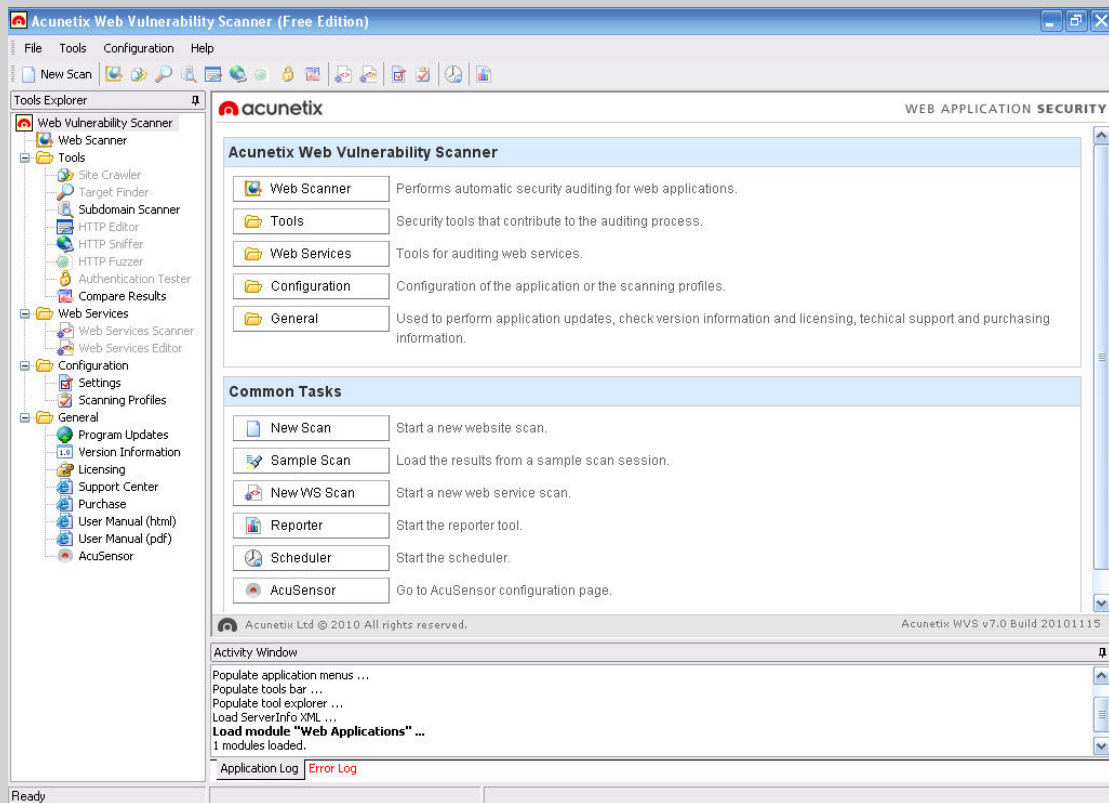 Acunetix Web Vulnerability Scanner (Free Edition)
File Tools Configuration Help
New Scan
Tools Explorer
Web Vulnerability Scanner
Web Scanner
Tools
Site Crawler
Target Finder
Subdomain Scanner
HTTP Editor
HTTP Sniffer
HTTP Fuzzer
Authentication Tester
Compare Results
Web Services
Web Services Scanner
Web Services Editor
Configuration
Settings
Scanning Profiles
General
Program Updates
1.0 Version Information
Licensing
Support Center
Purchase
User Manual (html)
User Manual (pdf)
AcuSensor
acunetix
WEB APPLICATION SECURITY
Acunetix Web Vulnerability Scanner
Web Scanner Performs automatic security auditing for web applications.
Tools Security tools that contribute to the auditing process.
Web Services Tools for auditing web services.
Configuration Configuration of the application or the scanning profiles.
General Used to perform application updates, check version information and licensing, techical support and purchasing
information.
Common Tasks
New Scan Start a new website scan.
Sample Scan Load the results from a sample scan session.
New WS Scan Start a new web service scan.
Reporter Start the reporter tool.
Scheduler Start the scheduler.
AcuSensor Go to AcuSensor configuration page.
Acunetix Ltd © 2010 All rights reserved. Acunetix WVS v7.0 Build 20101115
Activity Window
Populate application menus ...
Populate tools bar ...
Populate tool explorer ...
Load ServerInfo XML ...
Load module "Web Applications" ...
1 modules loaded.
Application Log Error Log
Ready